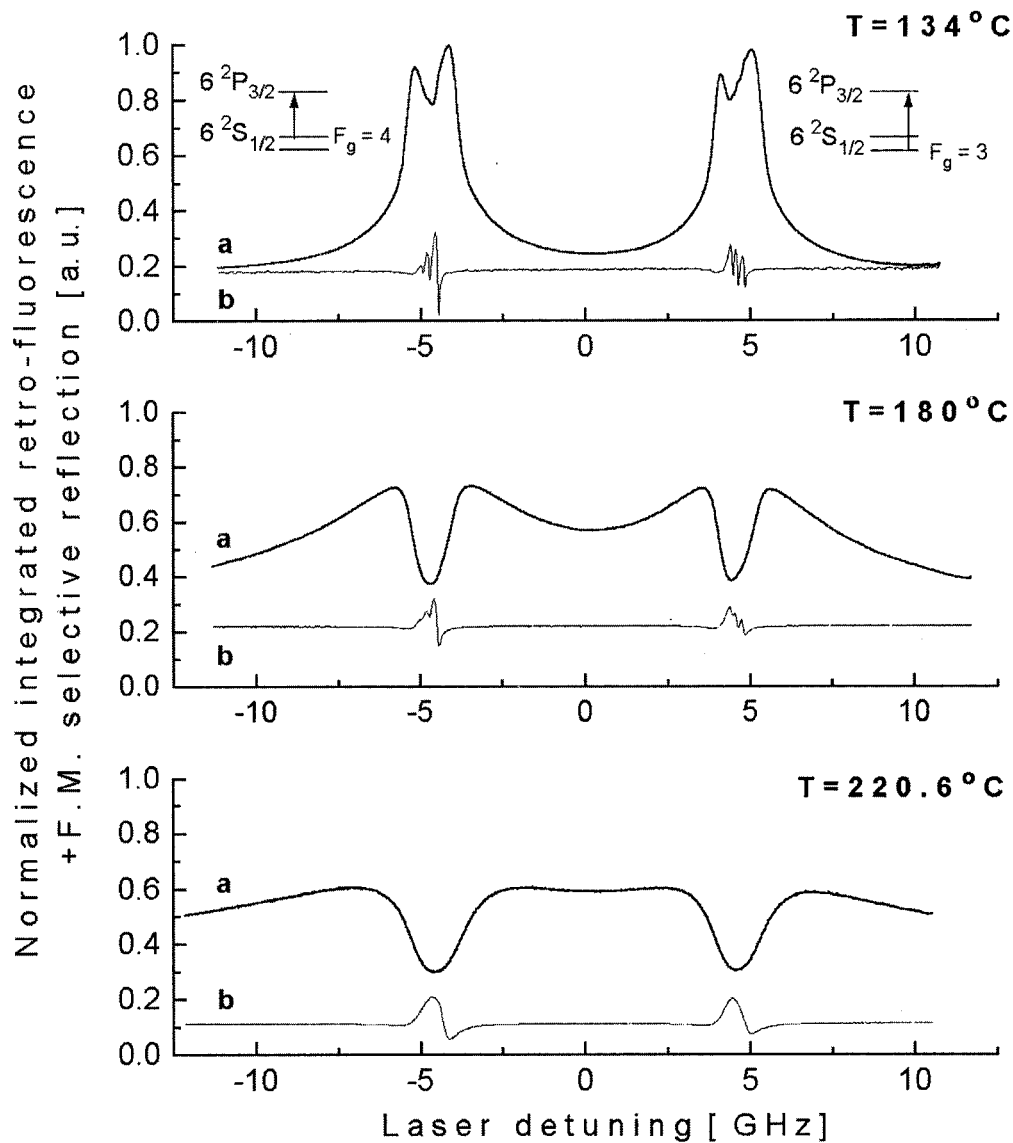 Normalized integrated retro-fluorescence
+F.M. selective reflection [a.u.]
T=134°C
1.0
0.8
0.6
0.4
0.2
0.0
6 ²P3/2
6 ²S1/2
Fg = 4
6 ²P3/2
6 ²S1/2
Fg = 3
a
b
-10 -5 0 5 10
T=180°C
1.0
0.8
0.6
0.4
0.2
0.0
a
b
-10 -5 0 5 10
T=220.6°C
1.0
0.8
0.6
0.4
0.2
0.0
a
b
-10 -5 0 5 10
Laser detuning [ GHz]